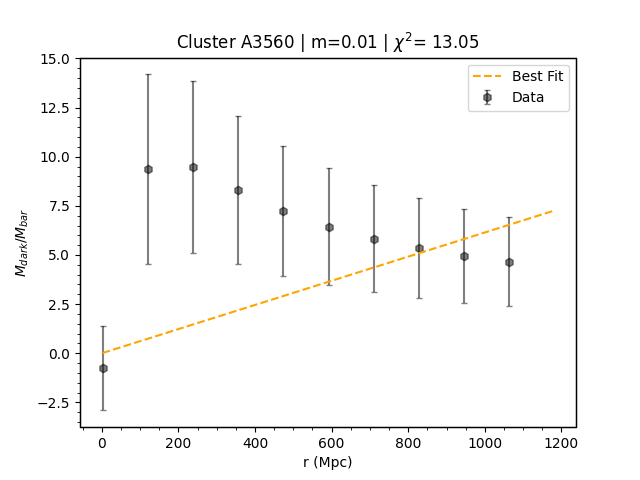 Cluster A3560 | m=0.01 | χ²= 13.05
15.0
12.5
10.0
7.5
5.0
2.5
0.0
−2.5
M_dark/M_bar
Best Fit
Data
0 200 400 600 800 1000 1200
r (Mpc)